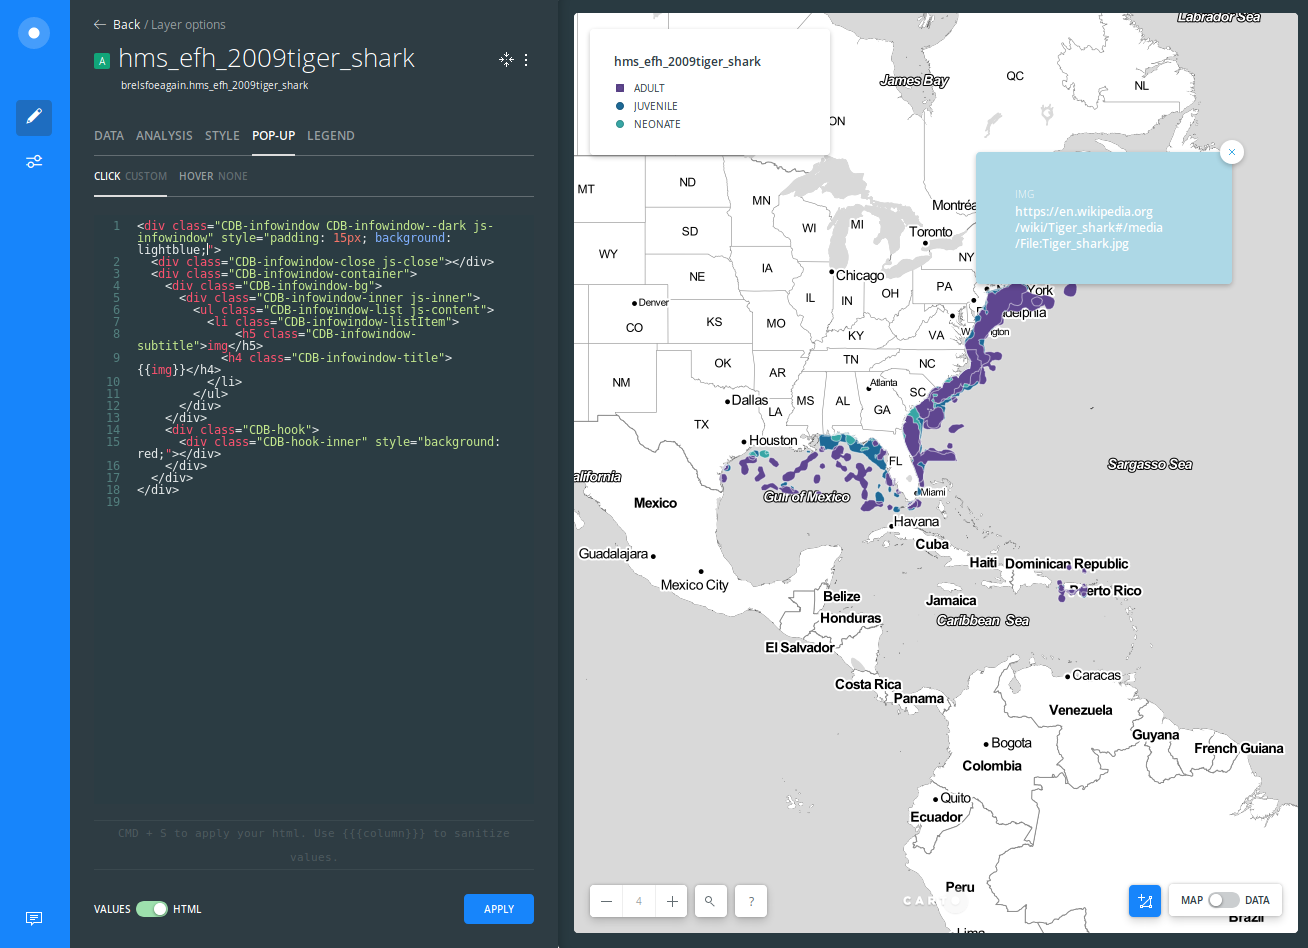 Back / Layer options
A hms_efh_2009tiger_shark
brelsfoeagain.hms_efh_2009tiger_shark
DATA ANALYSIS STYLE POP-UP LEGEND
CLICK CUSTOM HOVER NONE
1 <div class="CDB-infowindow CDB-infowindow--dark js-
infowindow" style="padding: 15px; background:
lightblue;">
2 <div class="CDB-infowindow-close js-close"></div>
3 <div class="CDB-infowindow-container">
4 <div class="CDB-infowindow-bg">
5 <div class="CDB-infowindow-inner js-inner">
6 <ul class="CDB-infowindow-list js-content">
7 <li class="CDB-infowindow-listItem">
8 <h5 class="CDB-infowindow-
subtitle">img</h5>
9 <h4 class="CDB-infowindow-title">
{{img}}</h4>
10 </li>
11 </ul>
12 </div>
13 </div>
14 <div class="CDB-hook">
15 <div class="CDB-hook-inner" style="background:
red;"></div>
16 </div>
17 </div>
18 </div>
19
CMD + S to apply your html. Use {{{column}}} to sanitize
values.
VALUES HTML
APPLY
hms_efh_2009tiger_shark
ADULT
JUVENILE
NEONATE
IMG
https://en.wikipedia.org
/wiki/Tiger_shark#/media
/File:Tiger_shark.jpg
Labrador Sea
James Bay
QC
NL
ON
MT
ND
MN
Montréa
SD
WI
MI
Toronto
WY
IA
Chicago
NY
NE
IL
IN
OH
PA
York
Denver
delphia
CO
KS
MO
KY
VA
W ngton
OK
TN
NC
NM
AR
Atlanta
SC
Dallas
MS
AL
GA
LA
TX
Houston
FL
Sargasso Sea
alifornia
Gulf of Mexico
Miami
Mexico
Havana
Cuba
Guadalajara
Haiti
Dominican Republic
Mexico City
Puerto Rico
Belize
Jamaica
Honduras
Caribbean Sea
El Salvador
Caracas
Costa Rica
Panama
Venezuela
Guyana
French Guiana
Bogota
Colombia
Quito
Ecuador
Peru
Lima
Brazil
4
?
CARTO
MAP DATA